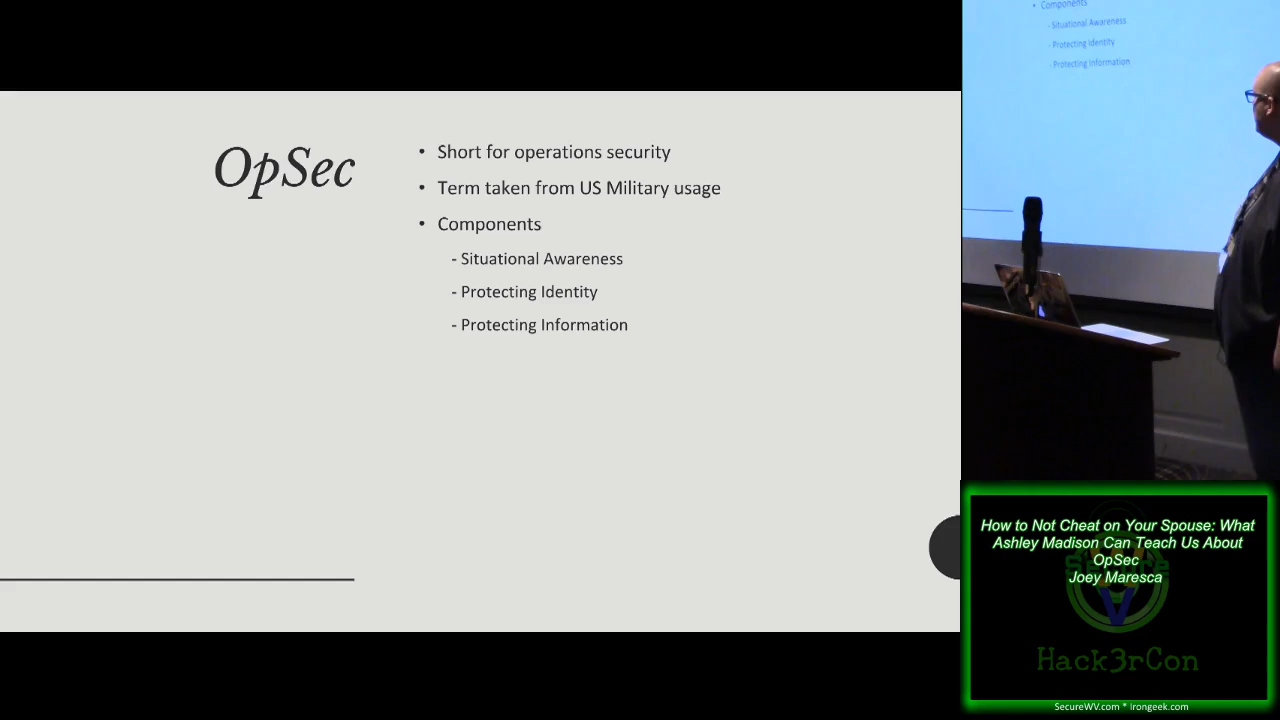 OpSec
• Short for operations security
• Term taken from US Military usage
• Components
- Situational Awareness
- Protecting Identity
- Protecting Information
• Components
- Situational Awareness
- Protecting Identity
- Protecting Information
How to Not Cheat on Your Spouse: What
Ashley Madison Can Teach Us About
OpSec
Joey Maresca
Hack3rCon
SecureWV.com * Irongeek.com